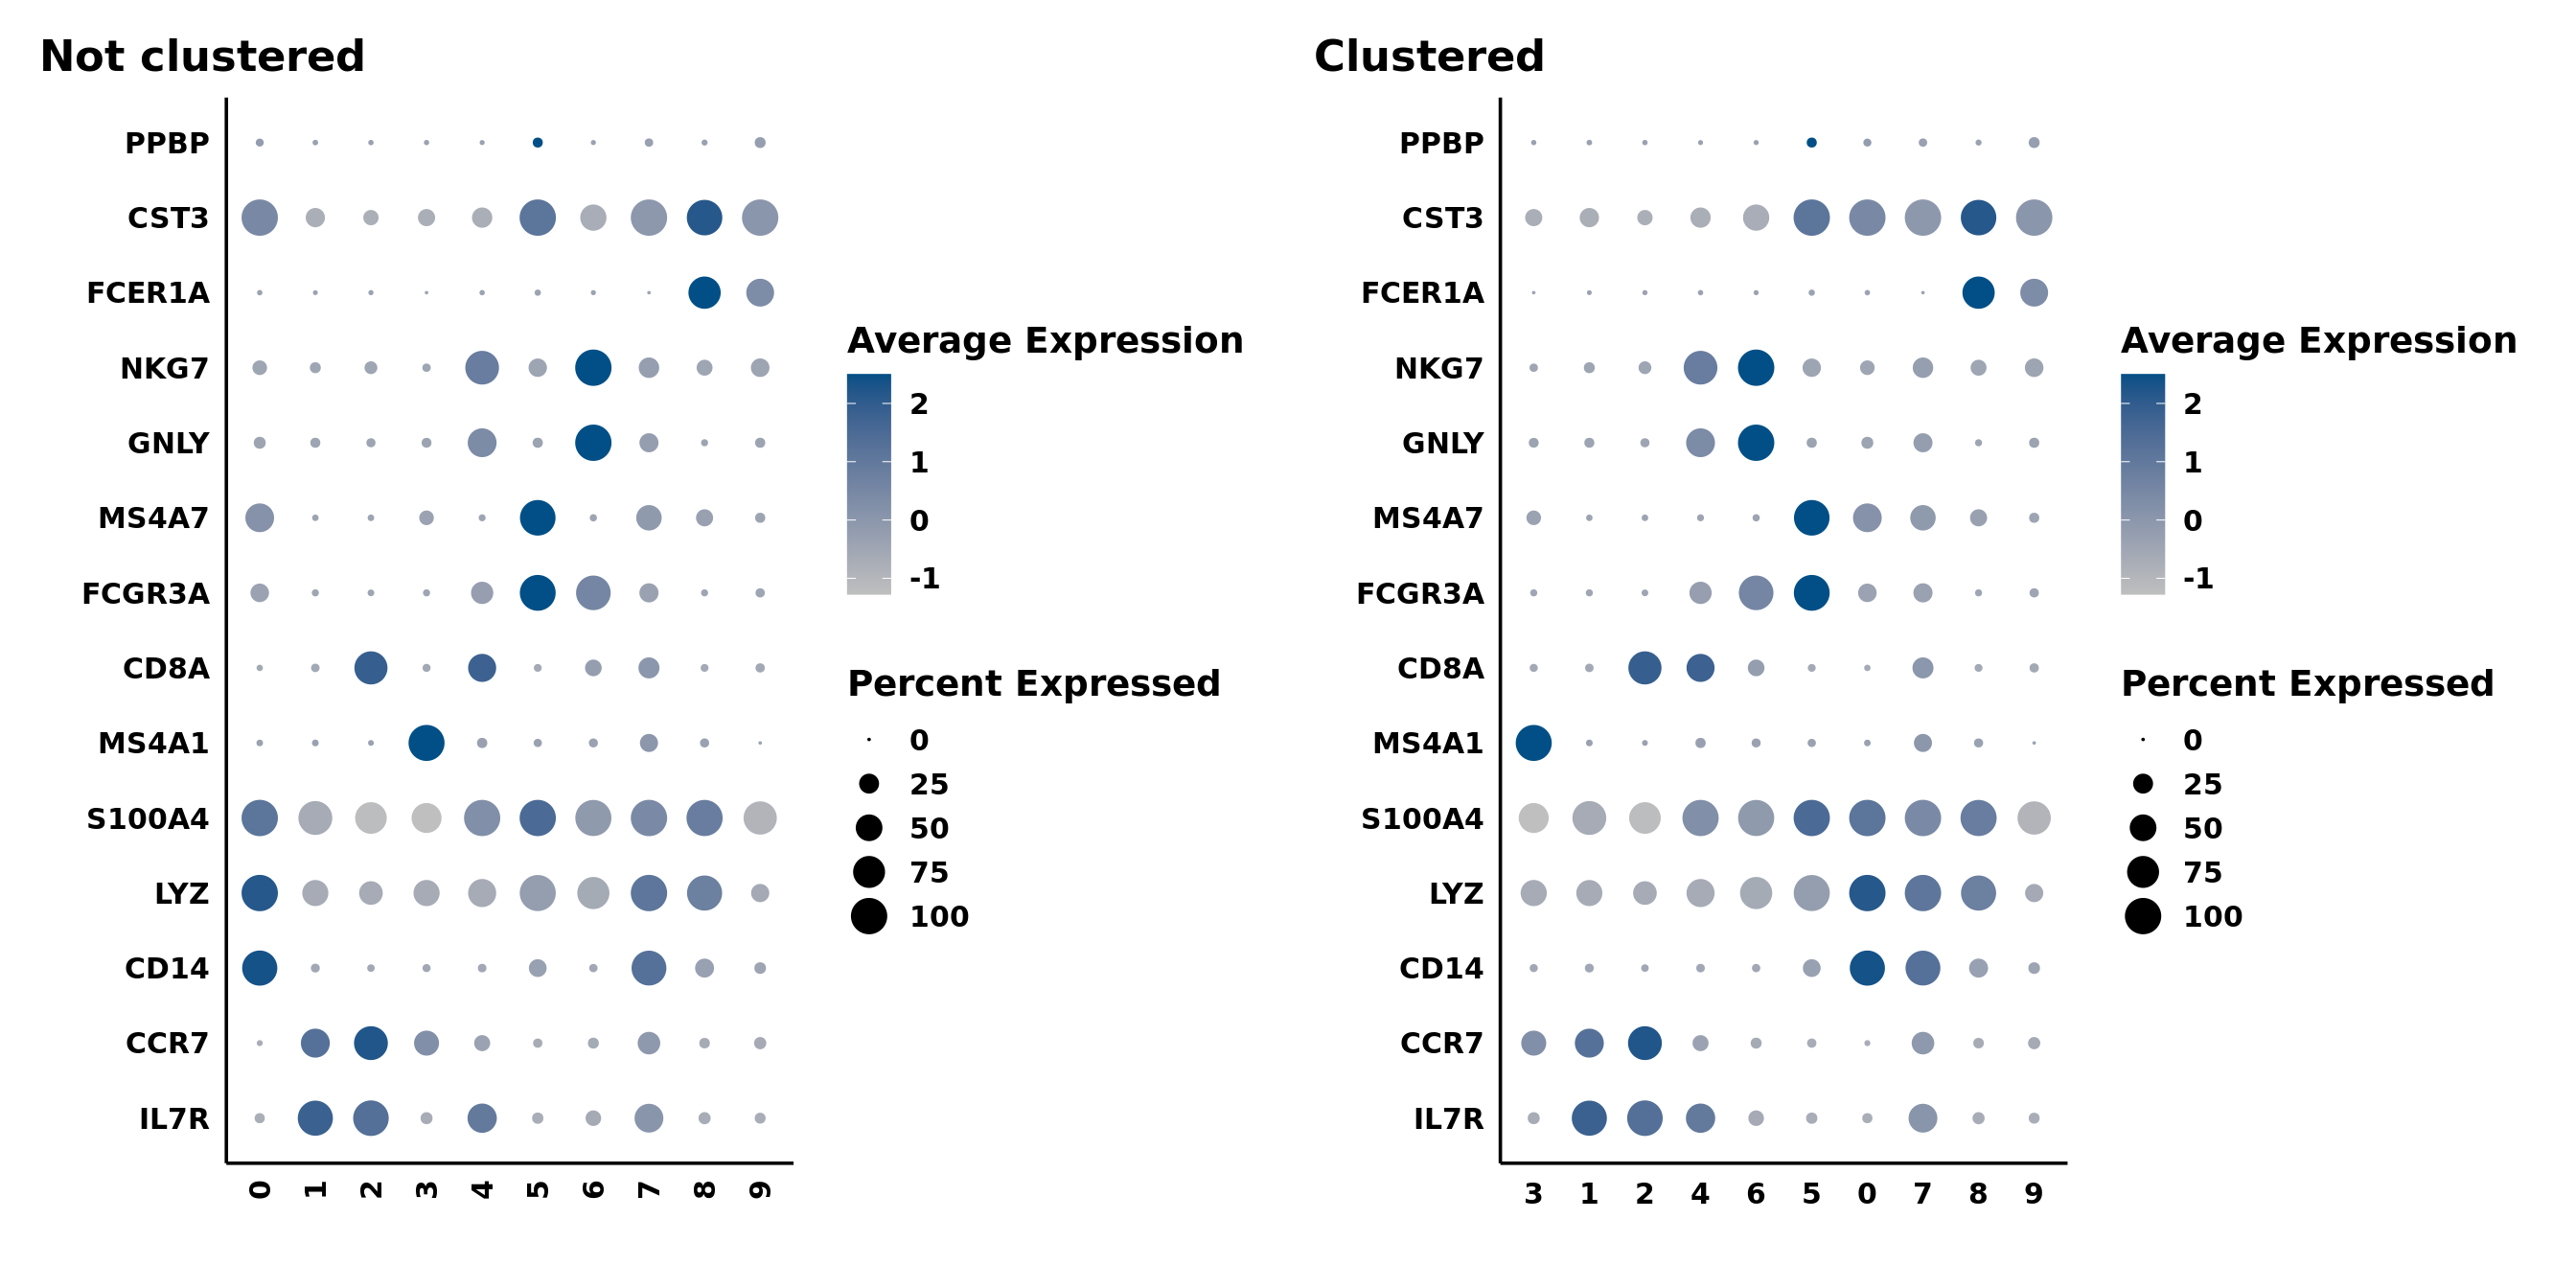 Not clustered
PPBP
CST3
FCER1A
NKG7
GNLY
MS4A7
FCGR3A
CD8A
MS4A1
S100A4
LYZ
CD14
CCR7
IL7R
0 1 2 3 4 5 6 7 8 9
Average Expression
2
1
0
-1
Percent Expressed
0
25
50
75
100
Clustered
PPBP
CST3
FCER1A
NKG7
GNLY
MS4A7
FCGR3A
CD8A
MS4A1
S100A4
LYZ
CD14
CCR7
IL7R
3 1 2 4 6 5 0 7 8 9
Average Expression
2
1
0
-1
Percent Expressed
0
25
50
75
100